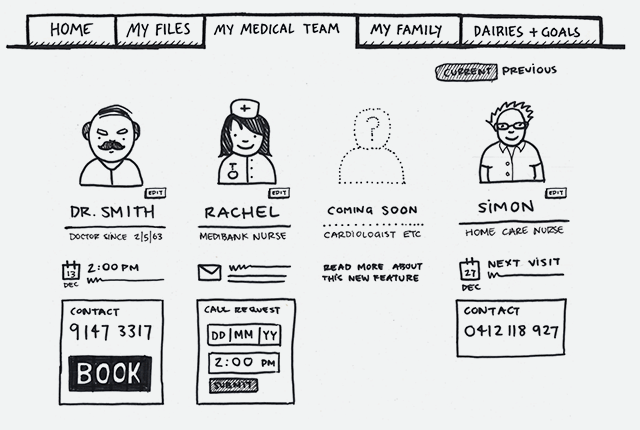 HOME
MY FILES
MY MEDICAL TEAM
MY FAMILY
DAIRIES + GOALS
CURRENT PREVIOUS
?
EDIT
DR. SMITH
DOCTOR SINCE 2/5/63
13 2:00 PM
DEC
CONTACT
9147 3317
BOOK
EDIT
RACHEL
MEDIBANK NURSE
CALL REQUEST
DD MM YY
2:00 PM
SUBMIT
COMING SOON
CARDIOLOGIST ETC
READ MORE ABOUT
THIS NEW FEATURE
EDIT
SIMON
HOME CARE NURSE
27 NEXT VISIT
DEC
CONTACT
0412 118 927